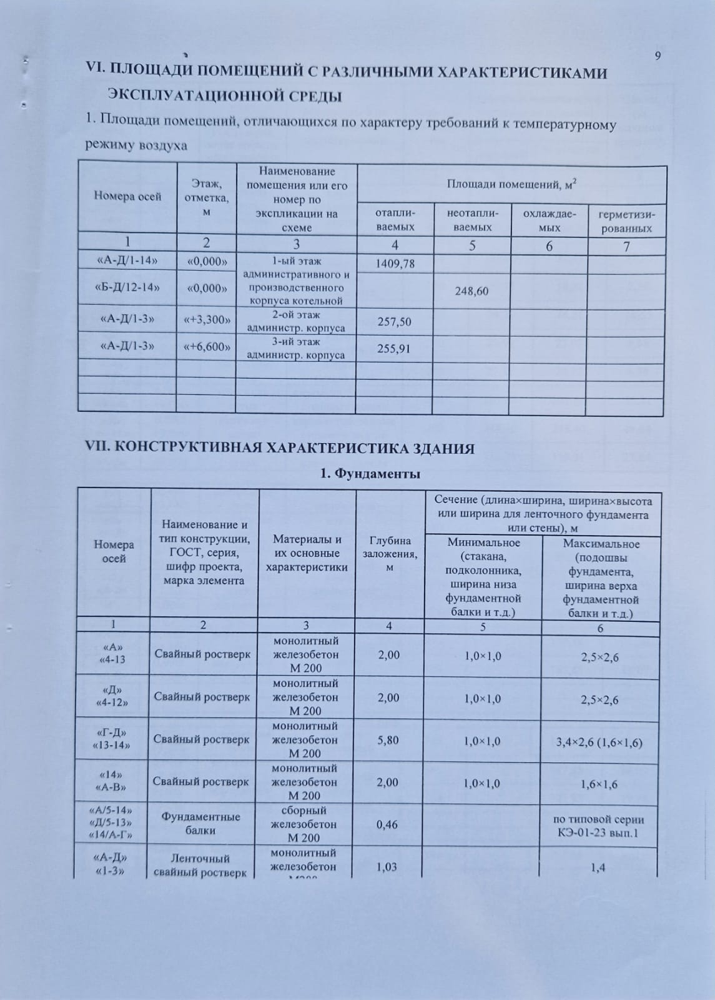 9
VI. ПЛОЩАДИ ПОМЕЩЕНИЙ С РАЗЛИЧНЫМИ ХАРАКТЕРИСТИКАМИ
ЭКСПЛУАТАЦИОННОЙ СРЕДЫ
1. Площади помещений, отличающихся по характеру требований к температурному
режиму воздуха
Номера осей
Этаж,
отметка,
м
Наименование
помещения или его
номер по
экспликации на
схеме
Площади помещений, м²
отапли-
ваемых
неотапли-
ваемых
охлаждае-
мых
герметизи-
рованных
1 2 3 4 5 6 7
«А-Д/1-14» «0,000»
1-ый этаж
административного и
производственного
корпуса котельной
1409,78
«Б-Д/12-14» «0,000» 248,60
«А-Д/1-3» «+3,300»
2-ой этаж
администр. корпуса
257,50
«А-Д/1-3» «+6,600»
3-ий этаж
администр. корпуса
255,91
VII. КОНСТРУКТИВНАЯ ХАРАКТЕРИСТИКА ЗДАНИЯ
1. Фундаменты
Номера
осей
Наименование и
тип конструкции,
ГОСТ, серия,
шифр проекта,
марка элемента
Материалы и
их основные
характеристики
Глубина
заложения,
м
Сечение (длина×ширина, ширина×высота
или ширина для ленточного фундамента
или стены), м
Минимальное
(стакана,
подколонника,
ширина низа
фундаментной
балки и т.д.)
Максимальное
(подошвы
фундамента,
ширина верха
фундаментной
балки и т.д.)
1 2 3 4 5 6
«А»
«4-13
Свайный ростверк
монолитный
железобетон
М 200
2,00
1,0×1,0
2,5×2,6
«Д»
«4-12»
Свайный ростверк
монолитный
железобетон
М 200
2,00
1,0×1,0
2,5×2,6
«Г-Д»
«13-14»
Свайный ростверк
монолитный
железобетон
М 200
5,80
1,0×1,0
3,4×2,6 (1,6×1,6)
«14»
«А-В»
Свайный ростверк
монолитный
железобетон
М 200
2,00
1,0×1,0
1,6×1,6
«А/5-14»
«Д/5-13»
«14/А-Г»
Фундаментные
балки
сборный
железобетон
М 200
0,46
по типовой серии
КЭ-01-23 вып.1
«А-Д»
«1-3»
Ленточный
свайный ростверк
монолитный
железобетон
1,03
1,4